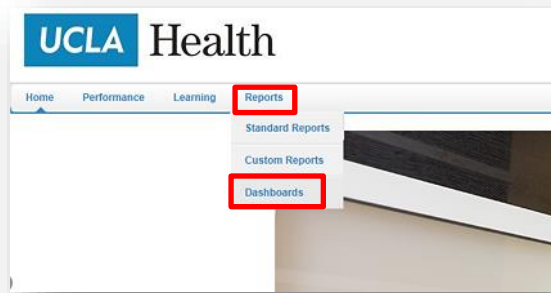 UCLA Health
Home Performance Learning Reports
Standard Reports
Custom Reports
Dashboards